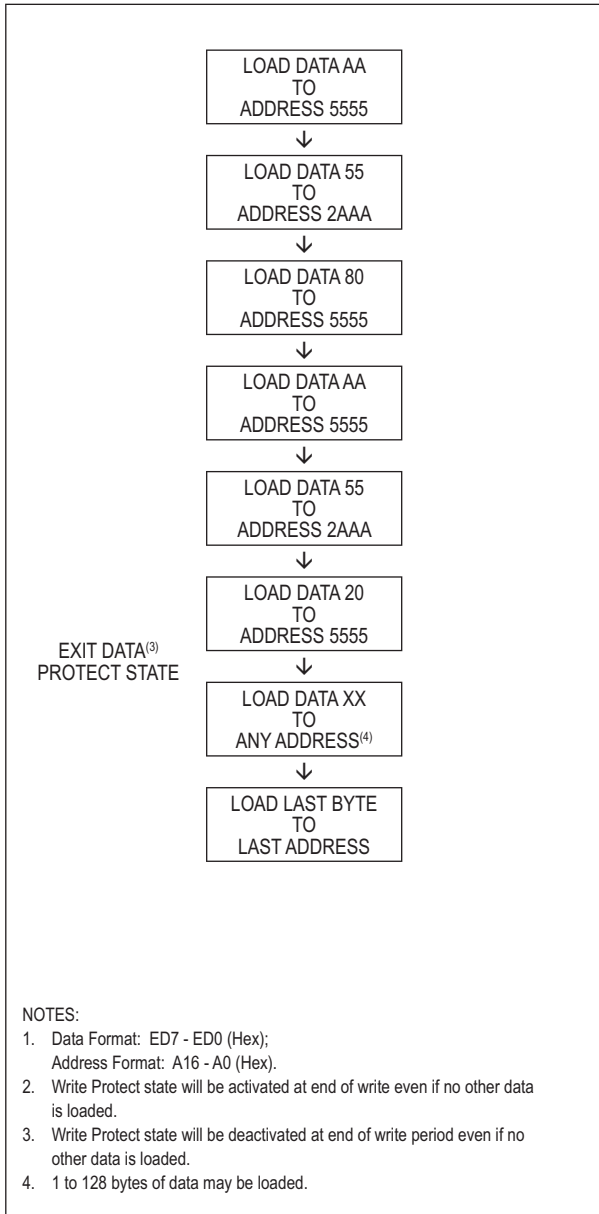 LOAD DATA AA
TO
ADDRESS 5555
↓
LOAD DATA 55
TO
ADDRESS 2AAA
↓
LOAD DATA 80
TO
ADDRESS 5555
↓
LOAD DATA AA
TO
ADDRESS 5555
↓
LOAD DATA 55
TO
ADDRESS 2AAA
↓
LOAD DATA 20
TO
ADDRESS 5555
EXIT DATA(3)
PROTECT STATE
↓
LOAD DATA XX
TO
ANY ADDRESS(4)
↓
LOAD LAST BYTE
TO
LAST ADDRESS
NOTES:
1. Data Format: ED7 - ED0 (Hex);
Address Format: A16 - A0 (Hex).
2. Write Protect state will be activated at end of write even if no other data
is loaded.
3. Write Protect state will be deactivated at end of write period even if no
other data is loaded.
4. 1 to 128 bytes of data may be loaded.